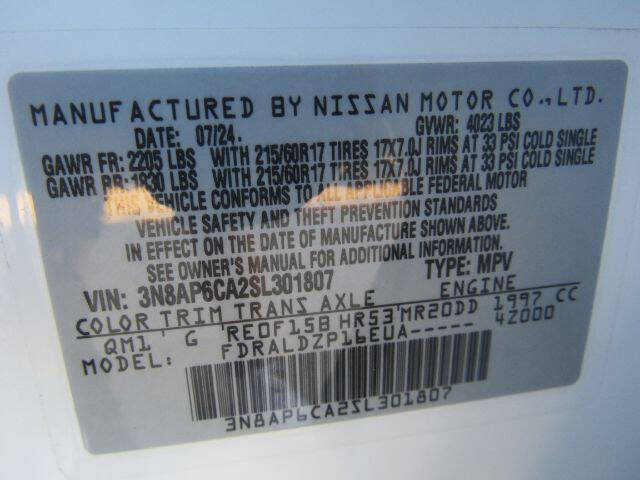 MANUFACTURED BY NISSAN MOTOR CO., LTD.
DATE: 07/24. GVWR: 4023 LBS
GAWR FR: 2205 LBS WITH 215/60R17 TIRES 17X7.0J RIMS AT 33 PSI COLD SINGLE
GAWR RR: 1830 LBS WITH 215/60R17 TIRES 17X7.0J RIMS AT 33 PSI COLD SINGLE
THIS VEHICLE CONFORMS TO ALL APPLICABLE FEDERAL MOTOR
VEHICLE SAFETY AND THEFT PREVENTION STANDARDS
IN EFFECT ON THE DATE OF MANUFACTURE SHOWN ABOVE.
SEE OWNER'S MANUAL FOR ADDITIONAL INFORMATION.
VIN: 3N8AP6CA2SL301807 TYPE: MPV
COLOR TRIM TRANS AXLE ENGINE
QM1 G RE0F15B HR53 MR20DD 1997 CC
MODEL: FDRALDZP16EUA----- 4Z000
3N8AP6CA2SL301807